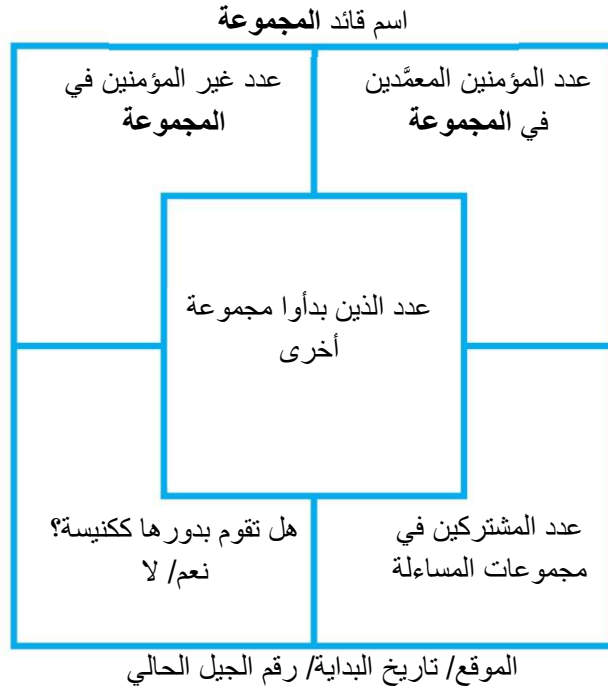 اسم قائد المجموعة
عدد المؤمنين المعمَّدين
في المجموعة
عدد غير المؤمنين في
المجموعة
عدد الذين بدأوا مجموعة
أخرى
عدد المشتركين في
مجموعات المساءلة
هل تقوم بدورها ككنيسة؟
نعم/ لا
الموقع/ تاريخ البداية/ رقم الجيل الحالي